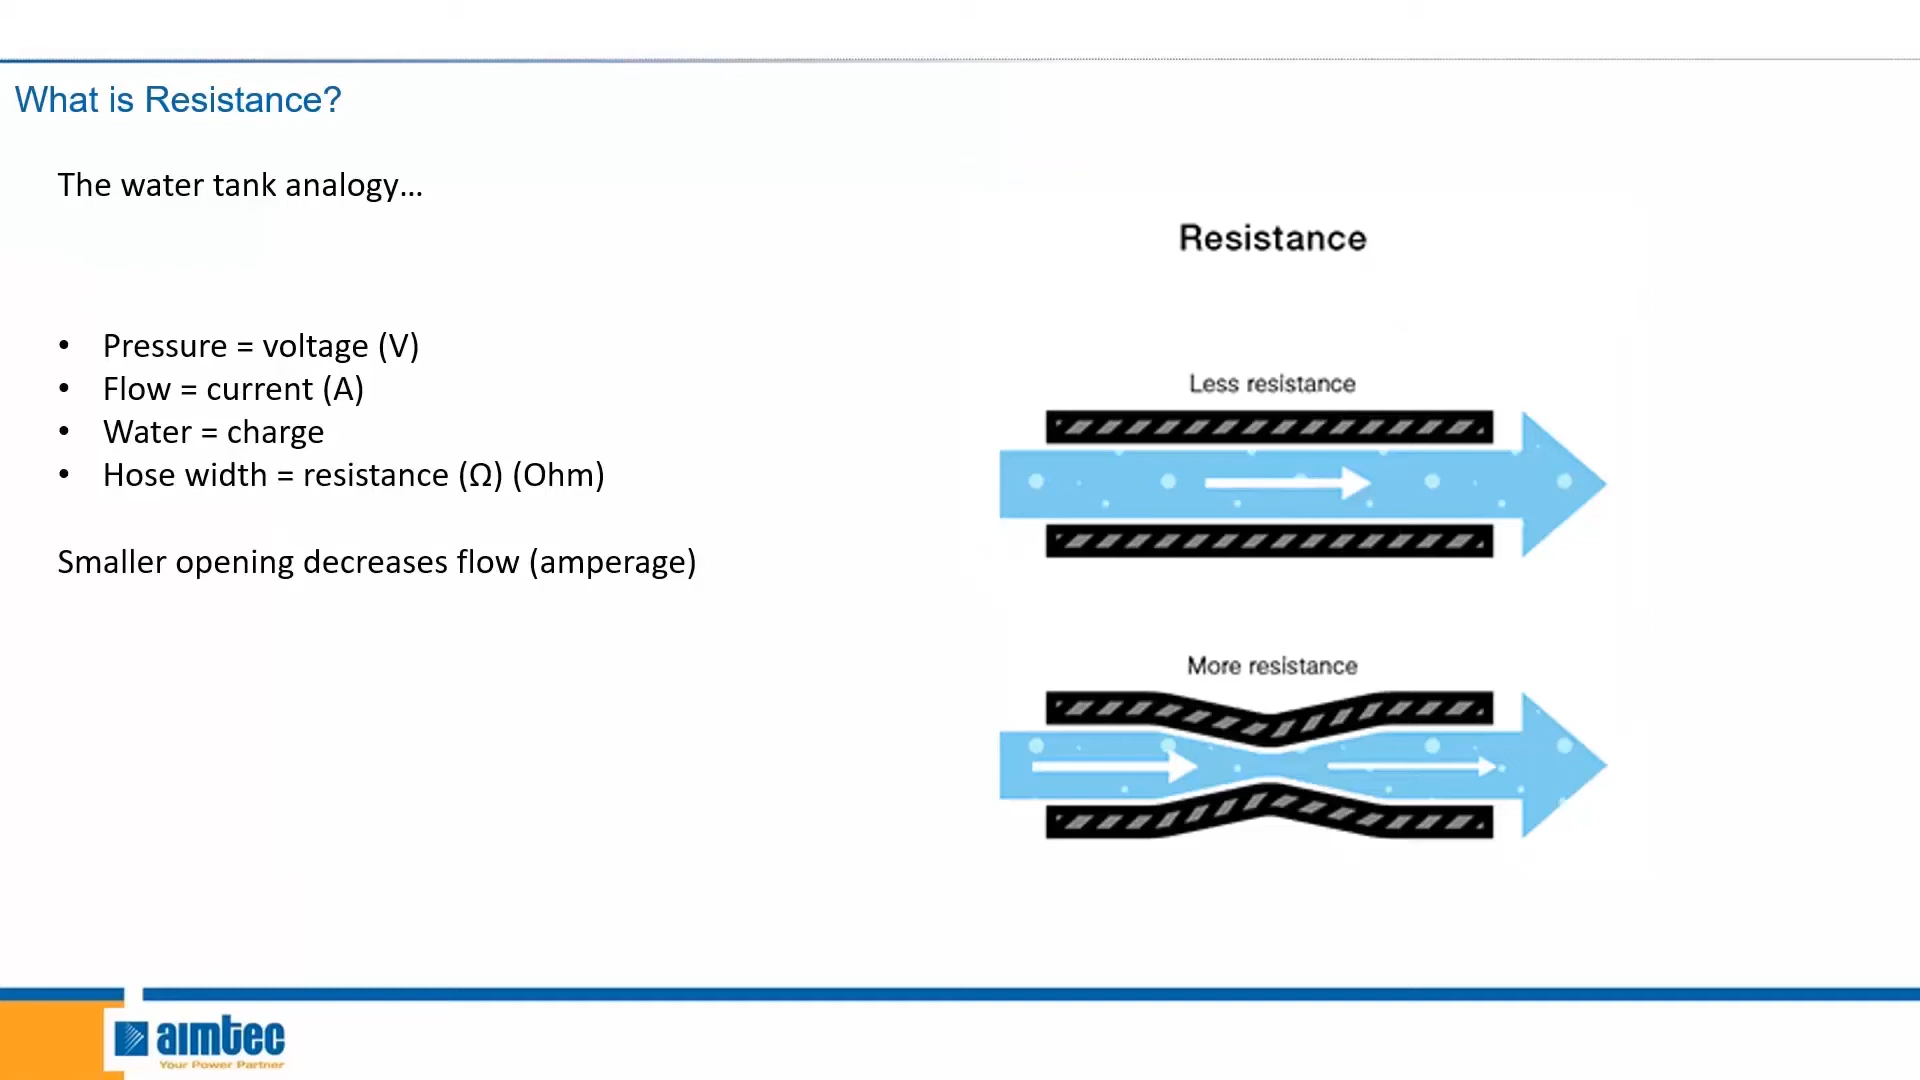 What is Resistance?
The water tank analogy...
• Pressure = voltage (V)
• Flow = current (A)
• Water = charge
• Hose width = resistance (Ω) (Ohm)
Smaller opening decreases flow (amperage)
Resistance
Less resistance
More resistance
aimtec
Your Power Partner